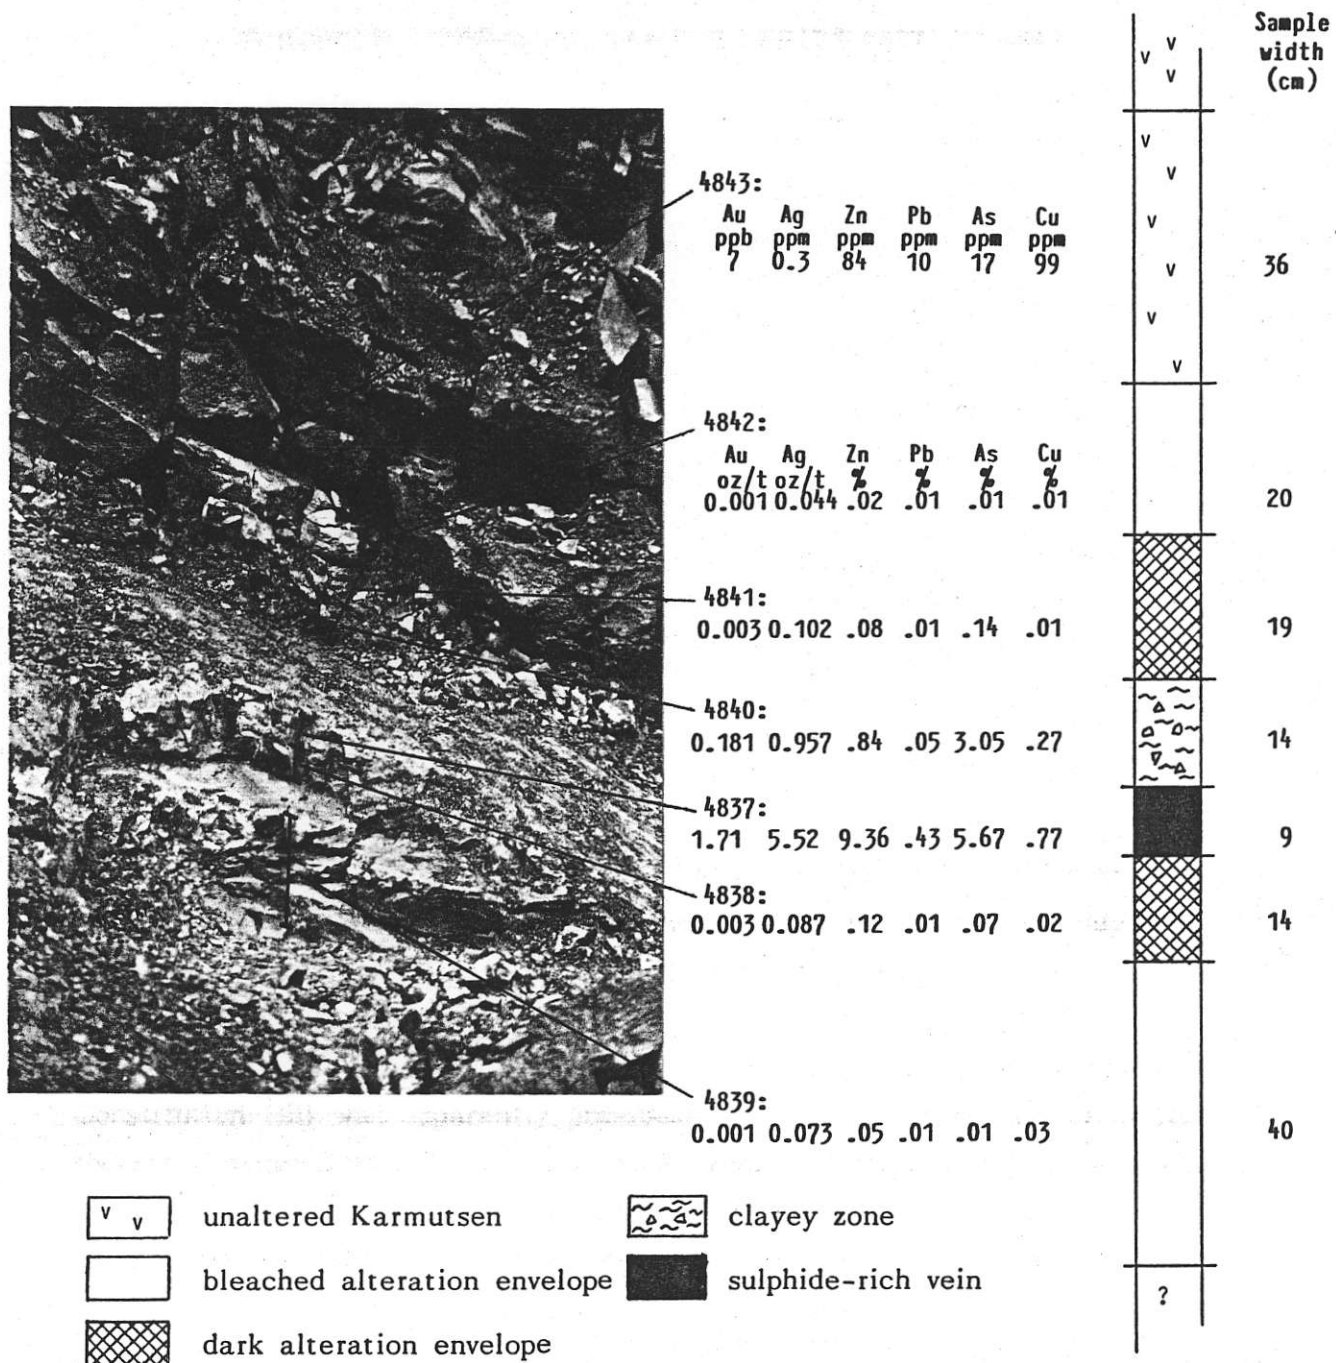 Sample
width
(cm)
4843:
Au Ag Zn Pb As Cu
ppb ppm ppm ppm ppm ppm
7 0.3 84 10 17 99
36
4842:
Au Ag Zn Pb As Cu
oz/t oz/t % % % %
0.001 0.044 .02 .01 .01 .01
20
4841:
0.003 0.102 .08 .01 .14 .01
19
4840:
0.181 0.957 .84 .05 3.05 .27
14
4837:
1.71 5.52 9.36 .43 5.67 .77
9
4838:
0.003 0.087 .12 .01 .07 .02
14
4839:
0.001 0.073 .05 .01 .01 .03
40
?
v v unaltered Karmutsen
clayey zone
bleached alteration envelope
sulphide-rich vein
dark alteration envelope